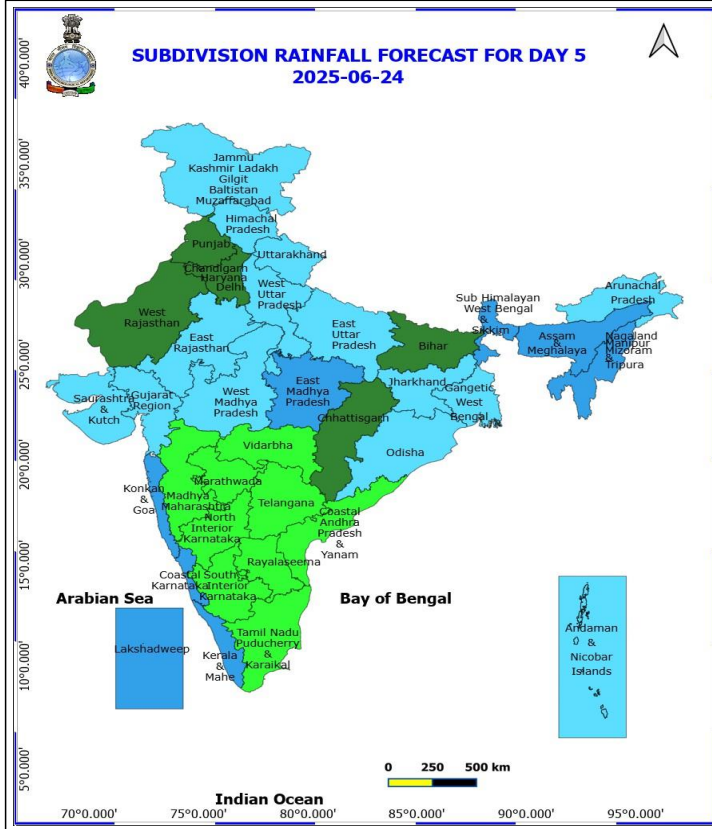 SUBDIVISION RAINFALL FORECAST FOR DAY 5
2025-06-24
40°0.000'
35°0.000'
30°0.000'
25°0.000'
20°0.000'
15°0.000'
10°0.000'
5°0.000'
Jammu
Kashmir Ladakh
Gilgit
Baltistan
Muzaffarabad
Himachal
Pradesh
Punjab
Chandigarh
Haryana
Delhi
Uttarakhand
West
Uttar
Pradesh
West
Rajasthan
East
Rajasthan
East
Uttar
Pradesh
Bihar
Sub Himalayan
West Bengal
&
Sikkim
Arunachal
Pradesh
Assam
&
Meghalaya
Nagaland
Manipur
Mizoram
&
Tripura
Saurashtra
&
Kutch
Gujarat
Region
West
Madhya
Pradesh
East
Madhya
Pradesh
Jharkhand
Gangetic
West
Bengal
Chhattisgarh
Odisha
Vidarbha
Konkan
&
Goa
Marathwada
Madhya
Maharashtra
North
Interior
Karnataka
Telangana
Coastal
Andhra
Pradesh
&
Yanam
Rayalaseema
Coastal
Karnataka
South
Interior
Karnataka
Arabian Sea
Bay of Bengal
Lakshadweep
Kerala
&
Mahe
Tamil Nadu
Puducherry
&
Karaikal
Andaman
&
Nicobar
Islands
0 250 500 km
Indian Ocean
70°0.000' 75°0.000' 80°0.000' 85°0.000' 90°0.000' 95°0.000'